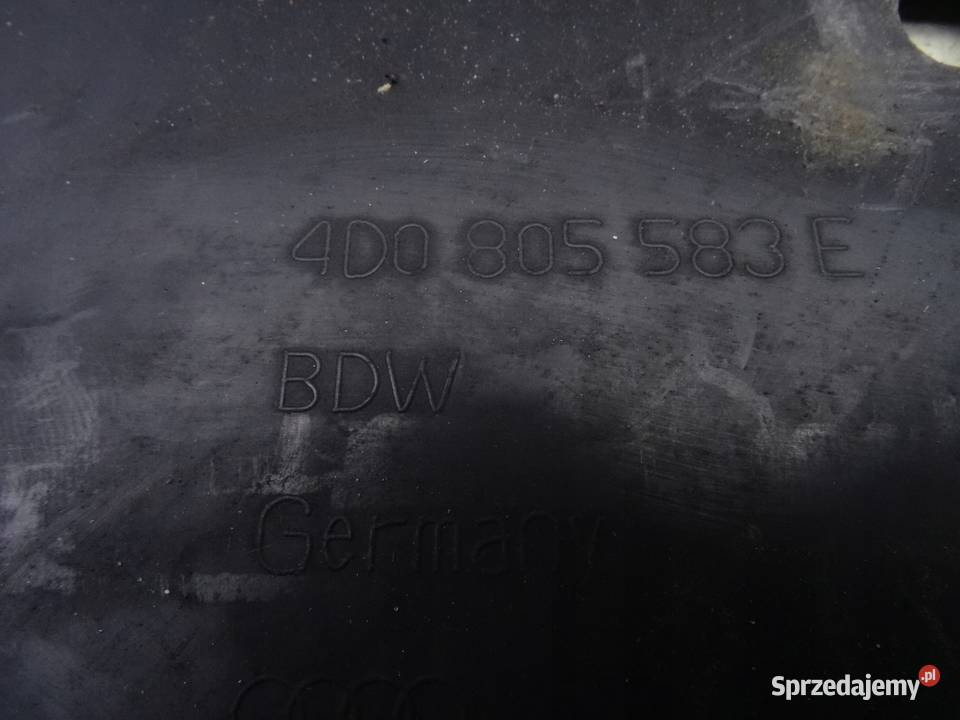 4D0 805 583 E
BDW
Germany
Sprzedajemy.pl